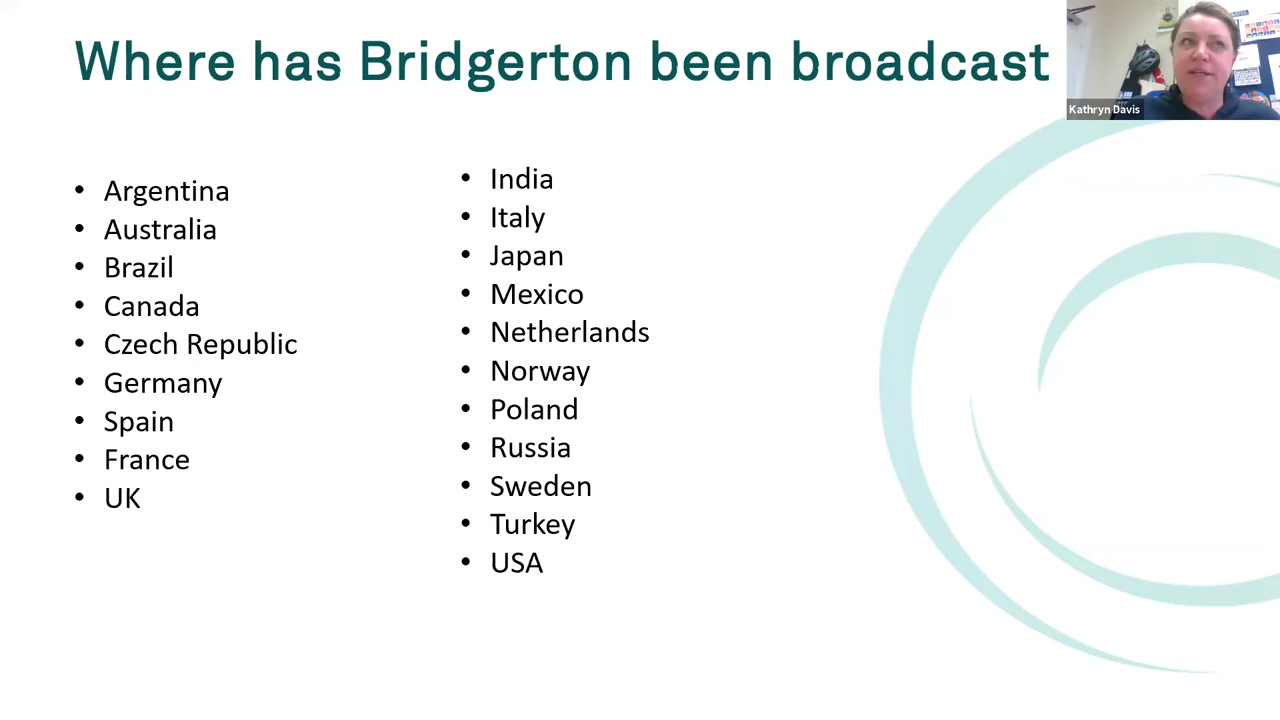 Where has Bridgerton been broadcast
Kathryn Davis
• Argentina
• Australia
• Brazil
• Canada
• Czech Republic
• Germany
• Spain
• France
• UK
• India
• Italy
• Japan
• Mexico
• Netherlands
• Norway
• Poland
• Russia
• Sweden
• Turkey
• USA